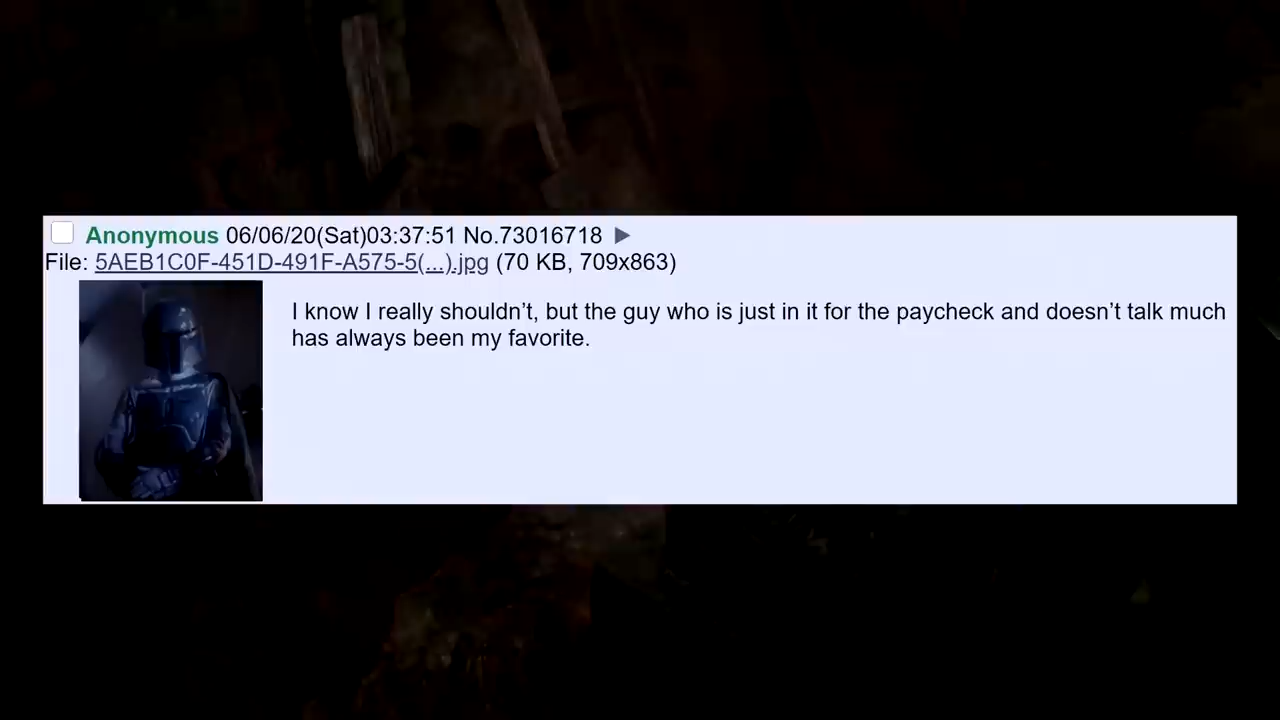 Anonymous 06/06/20(Sat)03:37:51 No.73016718 ▶
File: 5AEB1C0F-451D-491F-A575-5(...).jpg (70 KB, 709x863)
I know I really shouldn’t, but the guy who is just in it for the paycheck and doesn’t talk much
has always been my favorite.